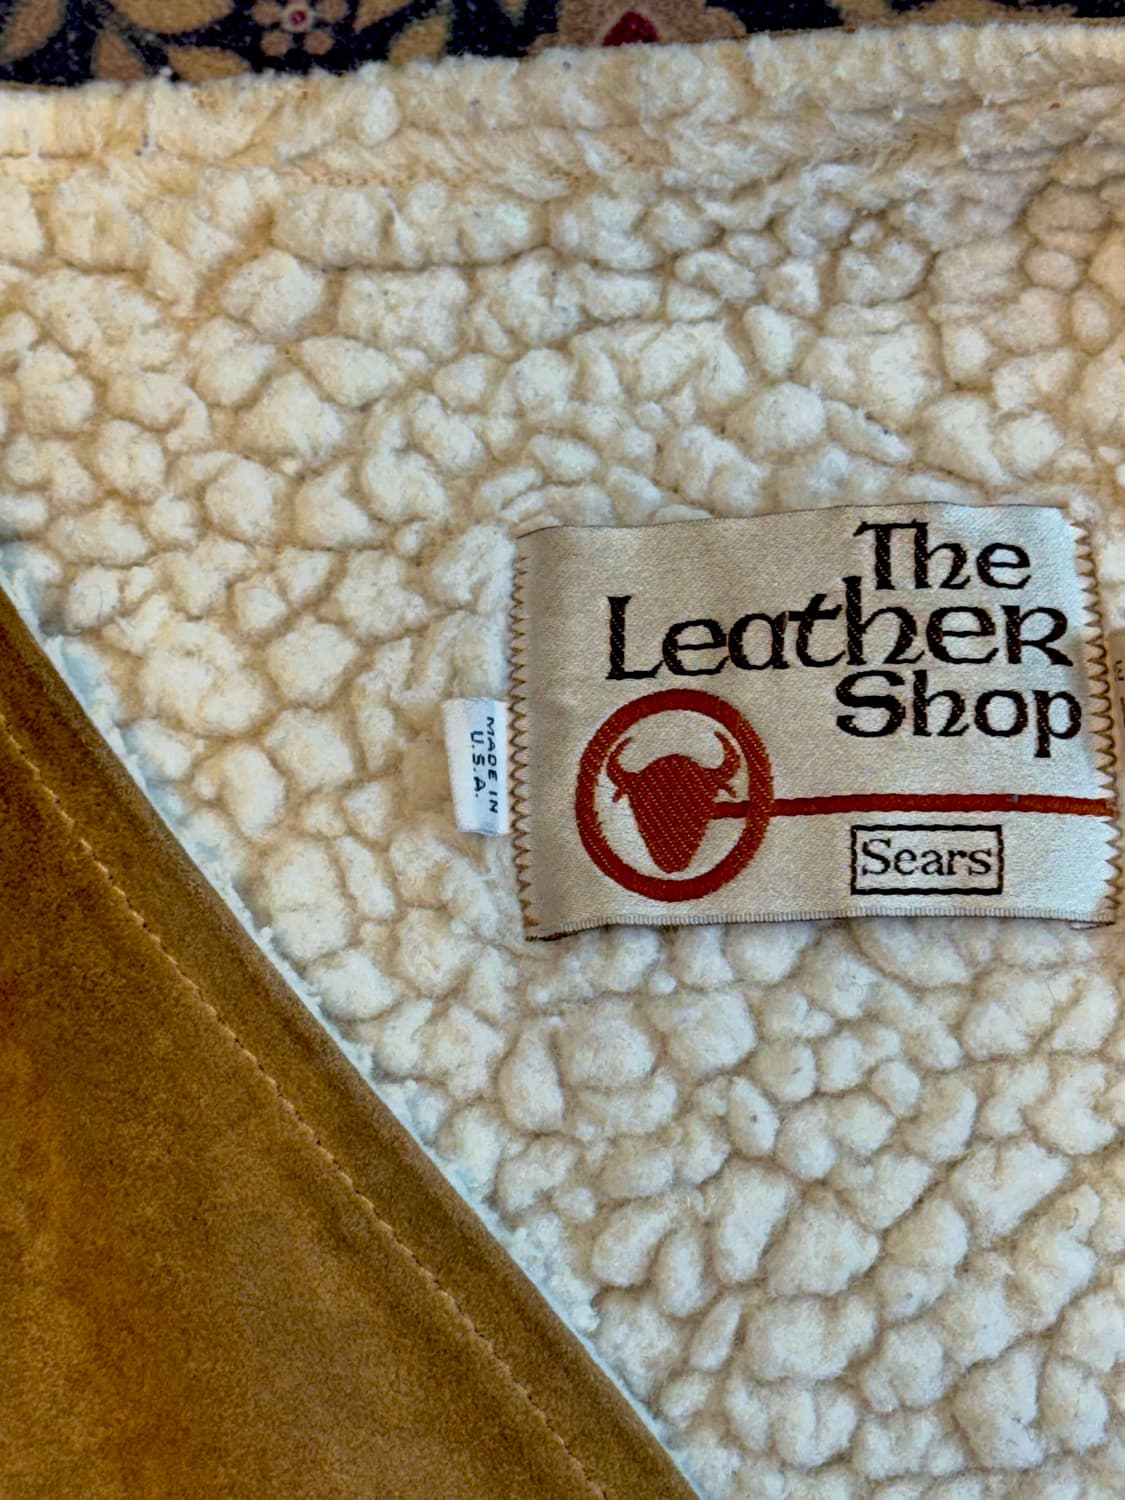 The
Leather
Shop
Sears
MADE IN
U.S.A.